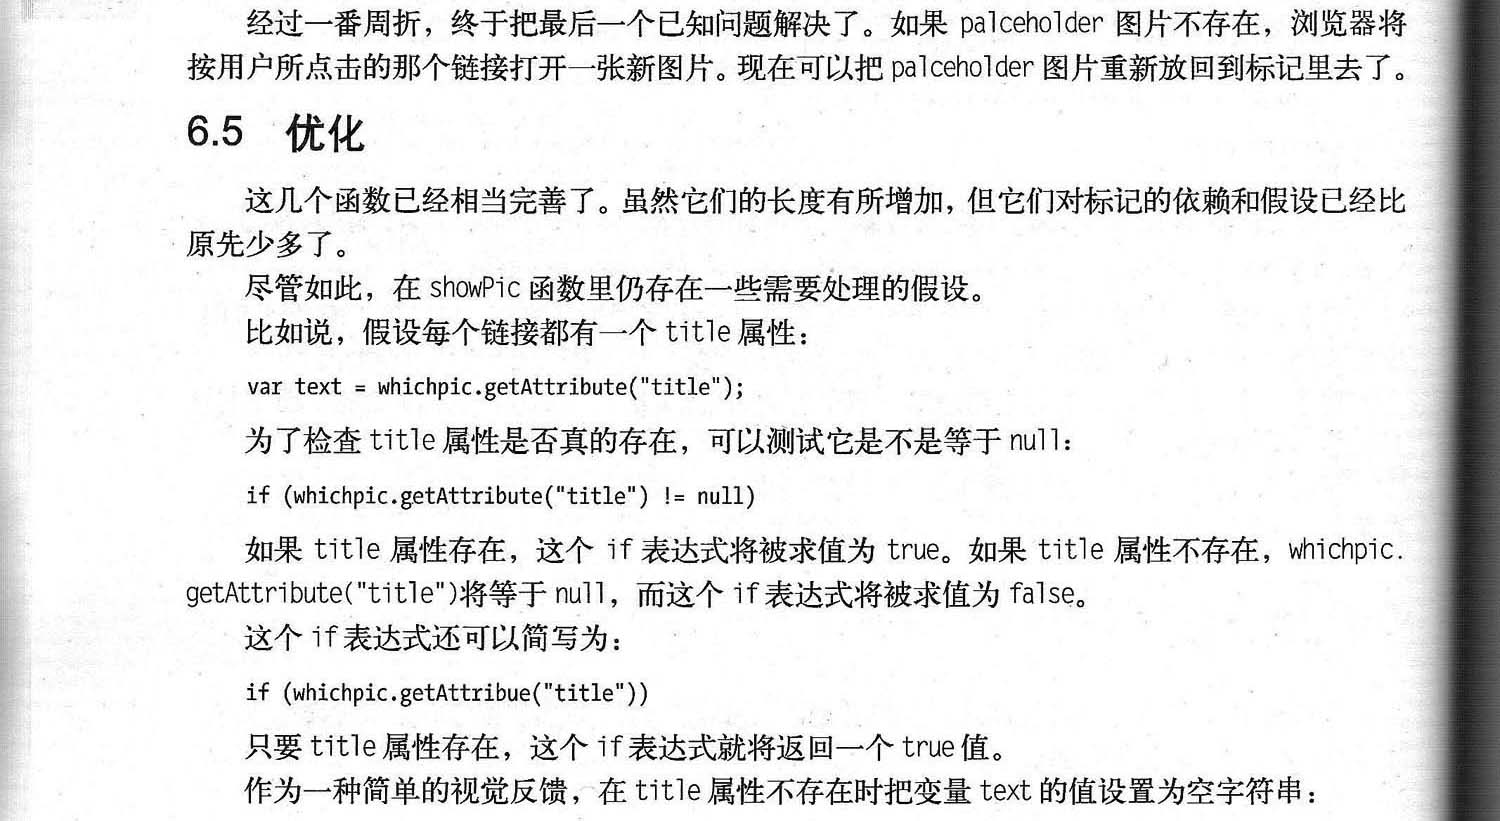 经过一番周折，终于把最后一个已知问题解决了。如果 palceholder 图片不存在，浏览器将
按用户所点击的那个链接打开一张新图片。现在可以把 palceholder 图片重新放回到标记里去了。
6.5 优化
这几个函数已经相当完善了。虽然它们的长度有所增加，但它们对标记的依赖和假设已经比
原先少多了。
尽管如此，在 showPic 函数里仍存在一些需要处理的假设。
比如说，假设每个链接都有一个 title 属性：
var text = whichpic.getAttribute("title");
为了检查 title 属性是否真的存在，可以测试它是不是等于 null：
if (whichpic.getAttribute("title") != null)
如果 title 属性存在，这个 if 表达式将被求值为 true。如果 title 属性不存在，whichpic.
getAttribute("title")将等于 null，而这个 if 表达式将被求值为 false。
这个 if 表达式还可以简写为：
if (whichpic.getAttribue("title"))
只要 title 属性存在，这个 if 表达式就将返回一个 true 值。
作为一种简单的视觉反馈，在 title 属性不存在时把变量 text 的值设置为空字符串：